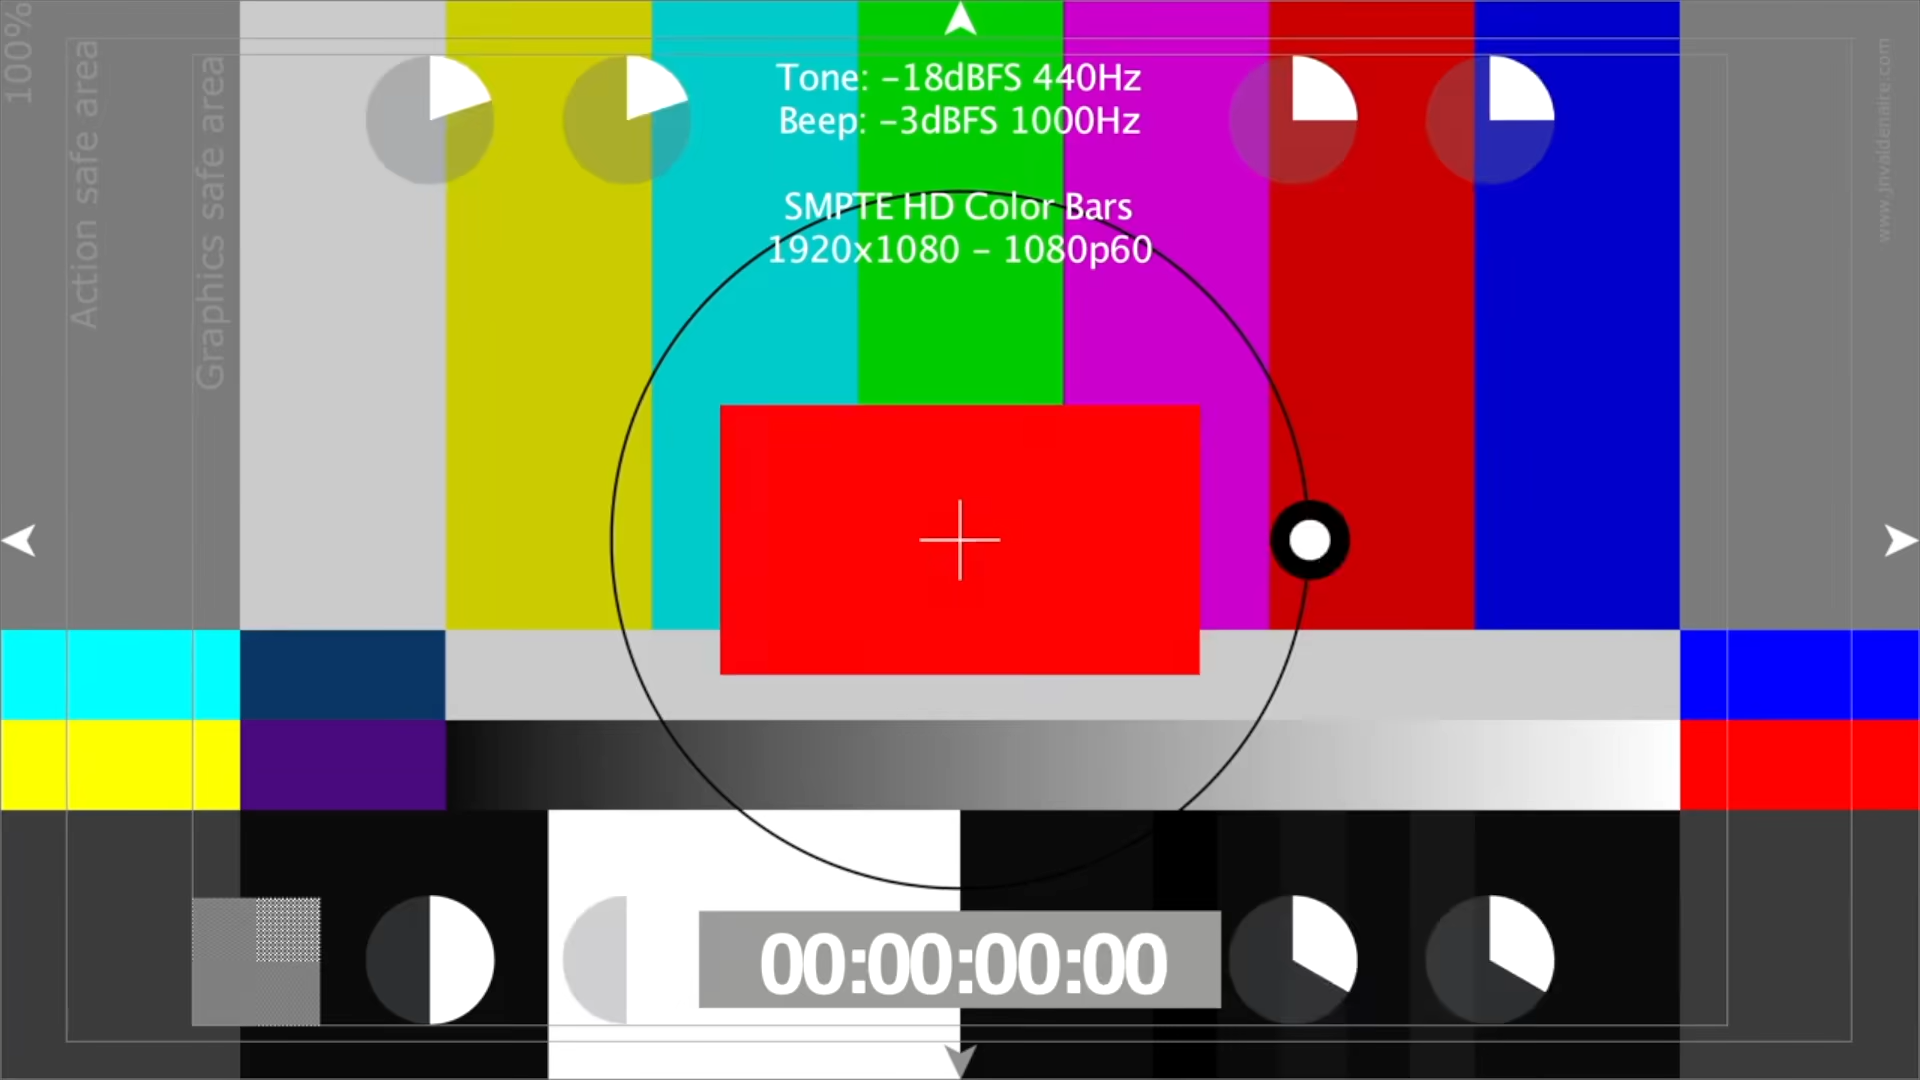 100%
Action safe area
Graphics safe area
Tone: -18dBFS 440Hz
Beep: -3dBFS 1000Hz
SMPTE HD Color Bars
1920x1080 - 1080p60
www.jnvaldenaire.com
00:00:00:00